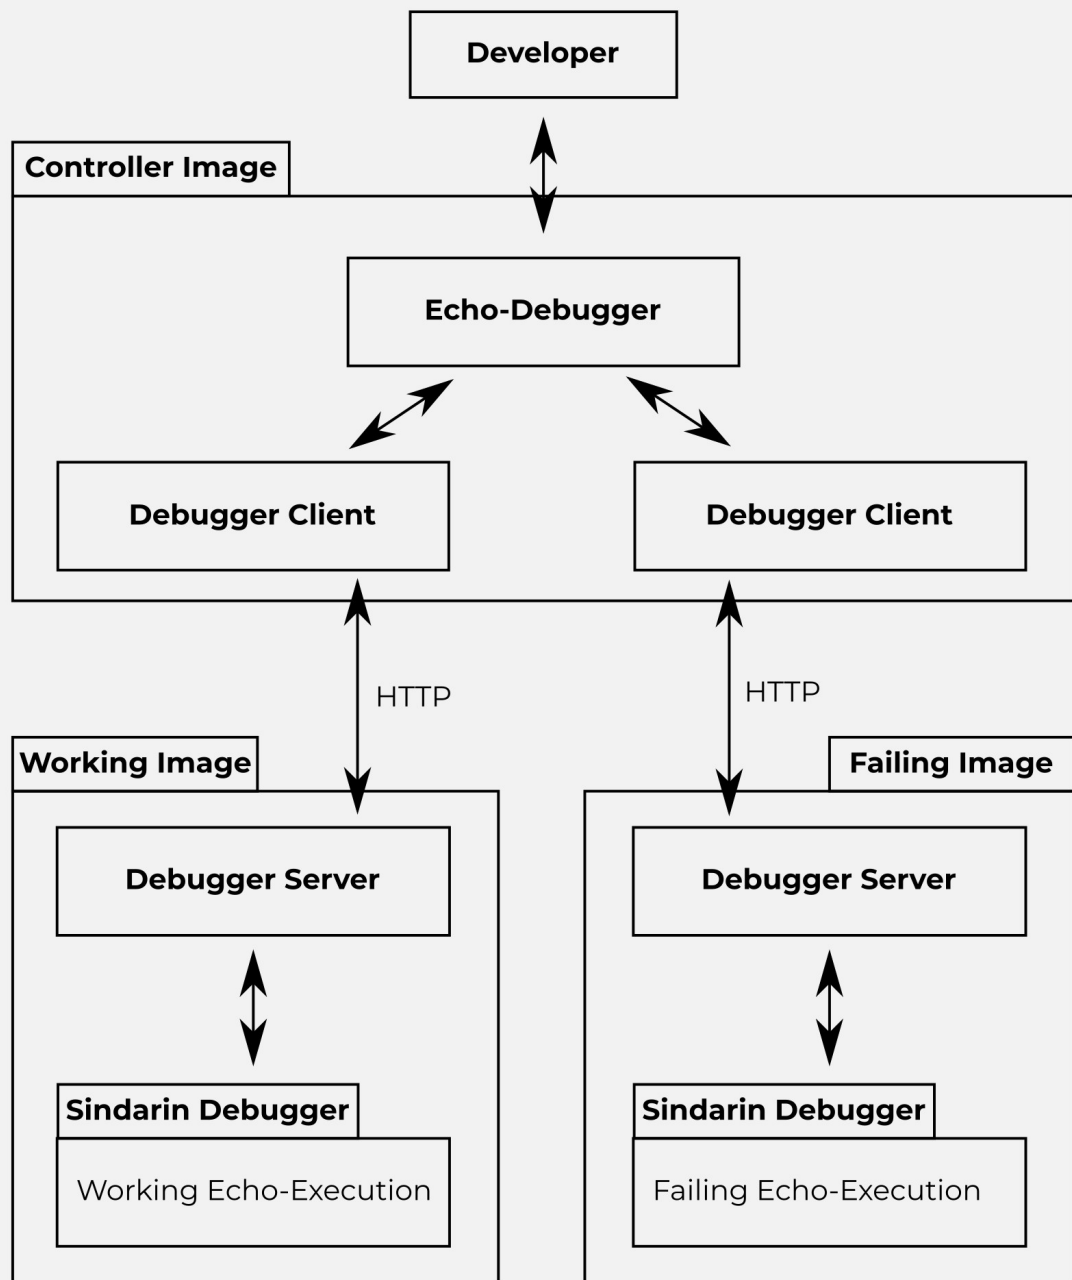 Developer
Controller Image
Echo-Debugger
Debugger Client
Debugger Client
HTTP
HTTP
Working Image
Failing Image
Debugger Server
Debugger Server
Sindarin Debugger
Sindarin Debugger
Working Echo-Execution
Failing Echo-Execution